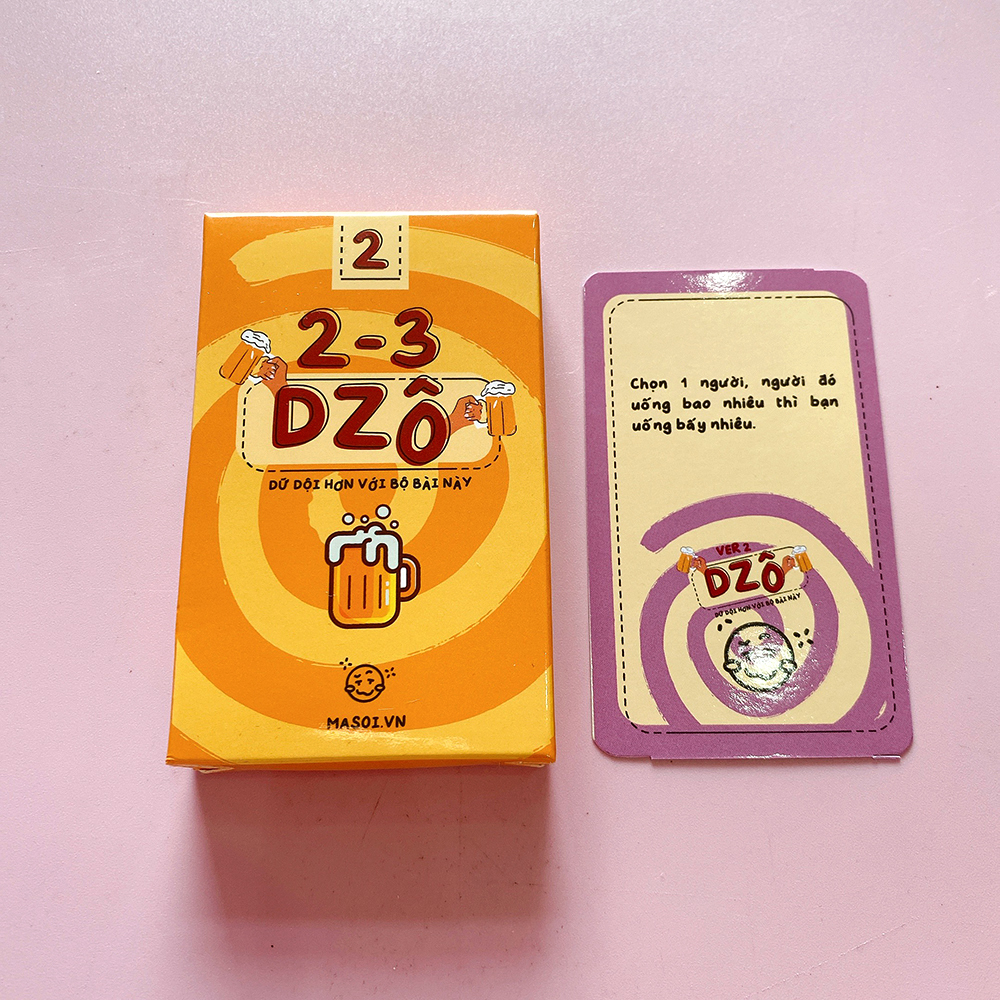 2
2-3
DZÔ
DỮ DỘI HƠN VỚI BỘ BÀI NÀY
MASOI.VN
Chọn 1 người, người đó
uống bao nhiêu thì bạn
uống bấy nhiêu.
VER 2
DZÔ
DỮ DỘI HƠN VỚI BỘ BÀI NÀY